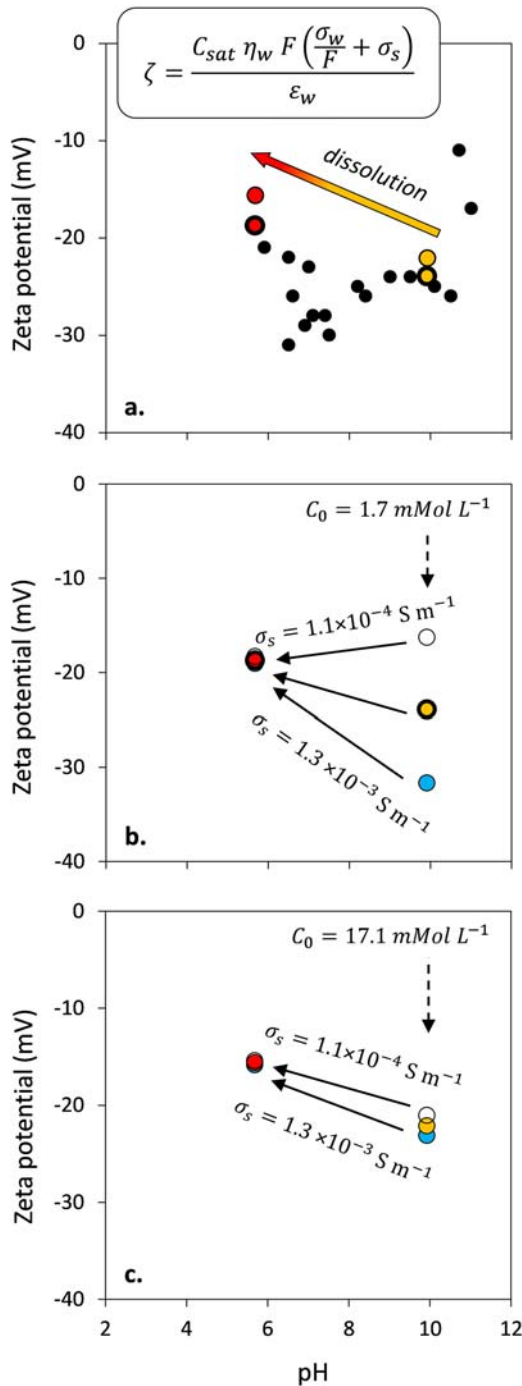 ζ = C_sat η_w F (σ_w/F + σ_s) / ε_w
0
-10
-20
-30
-40
Zeta potential (mV)
dissolution
a.
0
-10
-20
-30
-40
Zeta potential (mV)
C_0 = 1.7 mMol L⁻¹
σ_s = 1.1×10⁻⁴ S m⁻¹
σ_s = 1.3×10⁻³ S m⁻¹
b.
0
-10
-20
-30
-40
Zeta potential (mV)
C_0 = 17.1 mMol L⁻¹
σ_s = 1.1×10⁻⁴ S m⁻¹
σ_s = 1.3 ×10⁻³ S m⁻¹
c.
2 4 6 8 10 12
pH